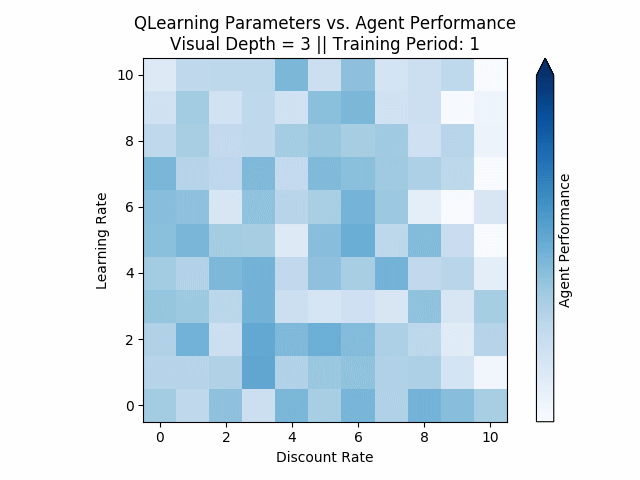 QLearning Parameters vs. Agent Performance
Visual Depth = 3 || Training Period: 1
10
8
6
4
2
0
Learning Rate
0 2 4 6 8 10
Discount Rate
Agent Performance